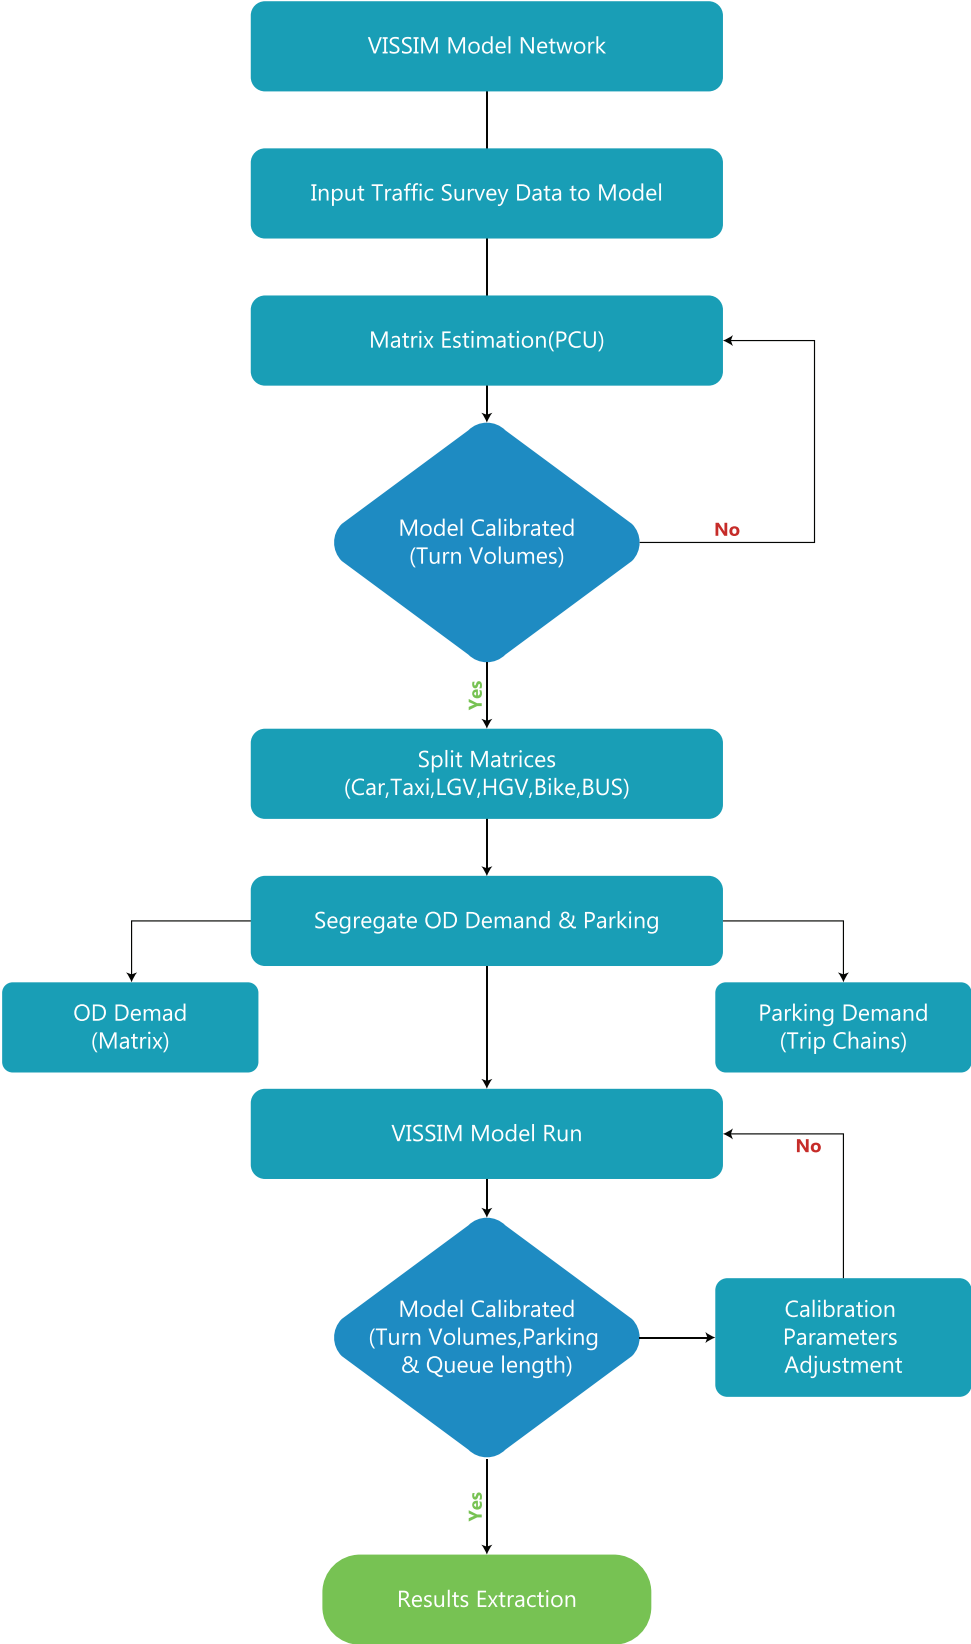 VISSIM Model Network
Input Traffic Survey Data to Model
Matrix Estimation(PCU)
Model Calibrated
(Turn Volumes)
No
Yes
Split Matrices
(Car,Taxi,LGV,HGV,Bike,BUS)
Segregate OD Demand & Parking
OD Demad
(Matrix)
Parking Demand
(Trip Chains)
VISSIM Model Run
No
Model Calibrated
(Turn Volumes,Parking
& Queue length)
Calibration
Parameters
Adjustment
Yes
Results Extraction